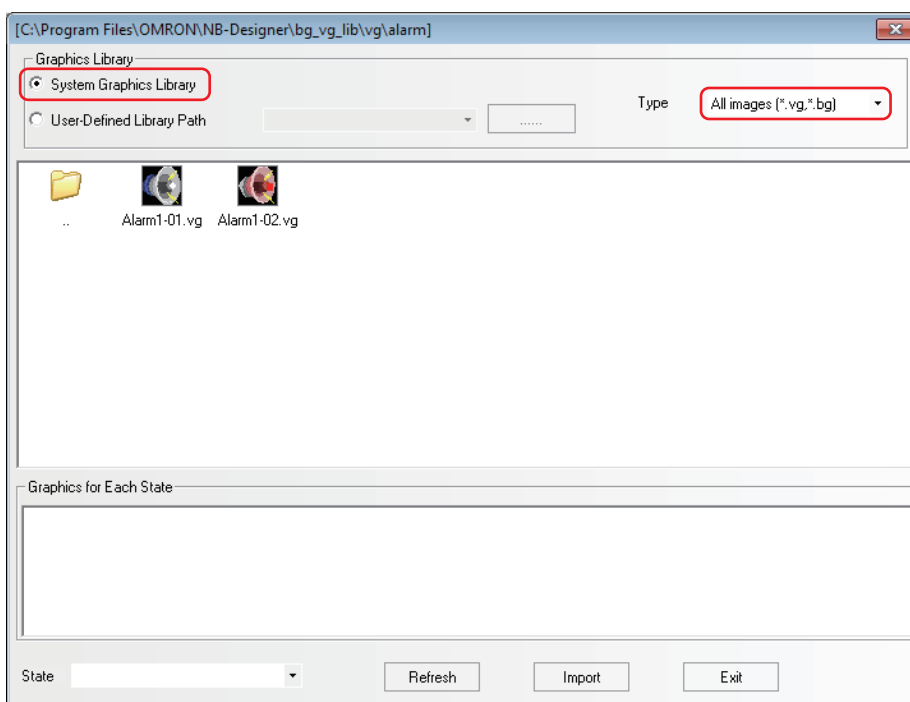 [C:\Program Files\OMRON\NB-Designer\bg_vg_lib\vg\alarm]
Graphics Library
System Graphics Library
Type All images (*.vg,*.bg)
User-Defined Library Path ......
.. Alarm1-01.vg Alarm1-02.vg
Graphics for Each State
State Refresh Import Exit